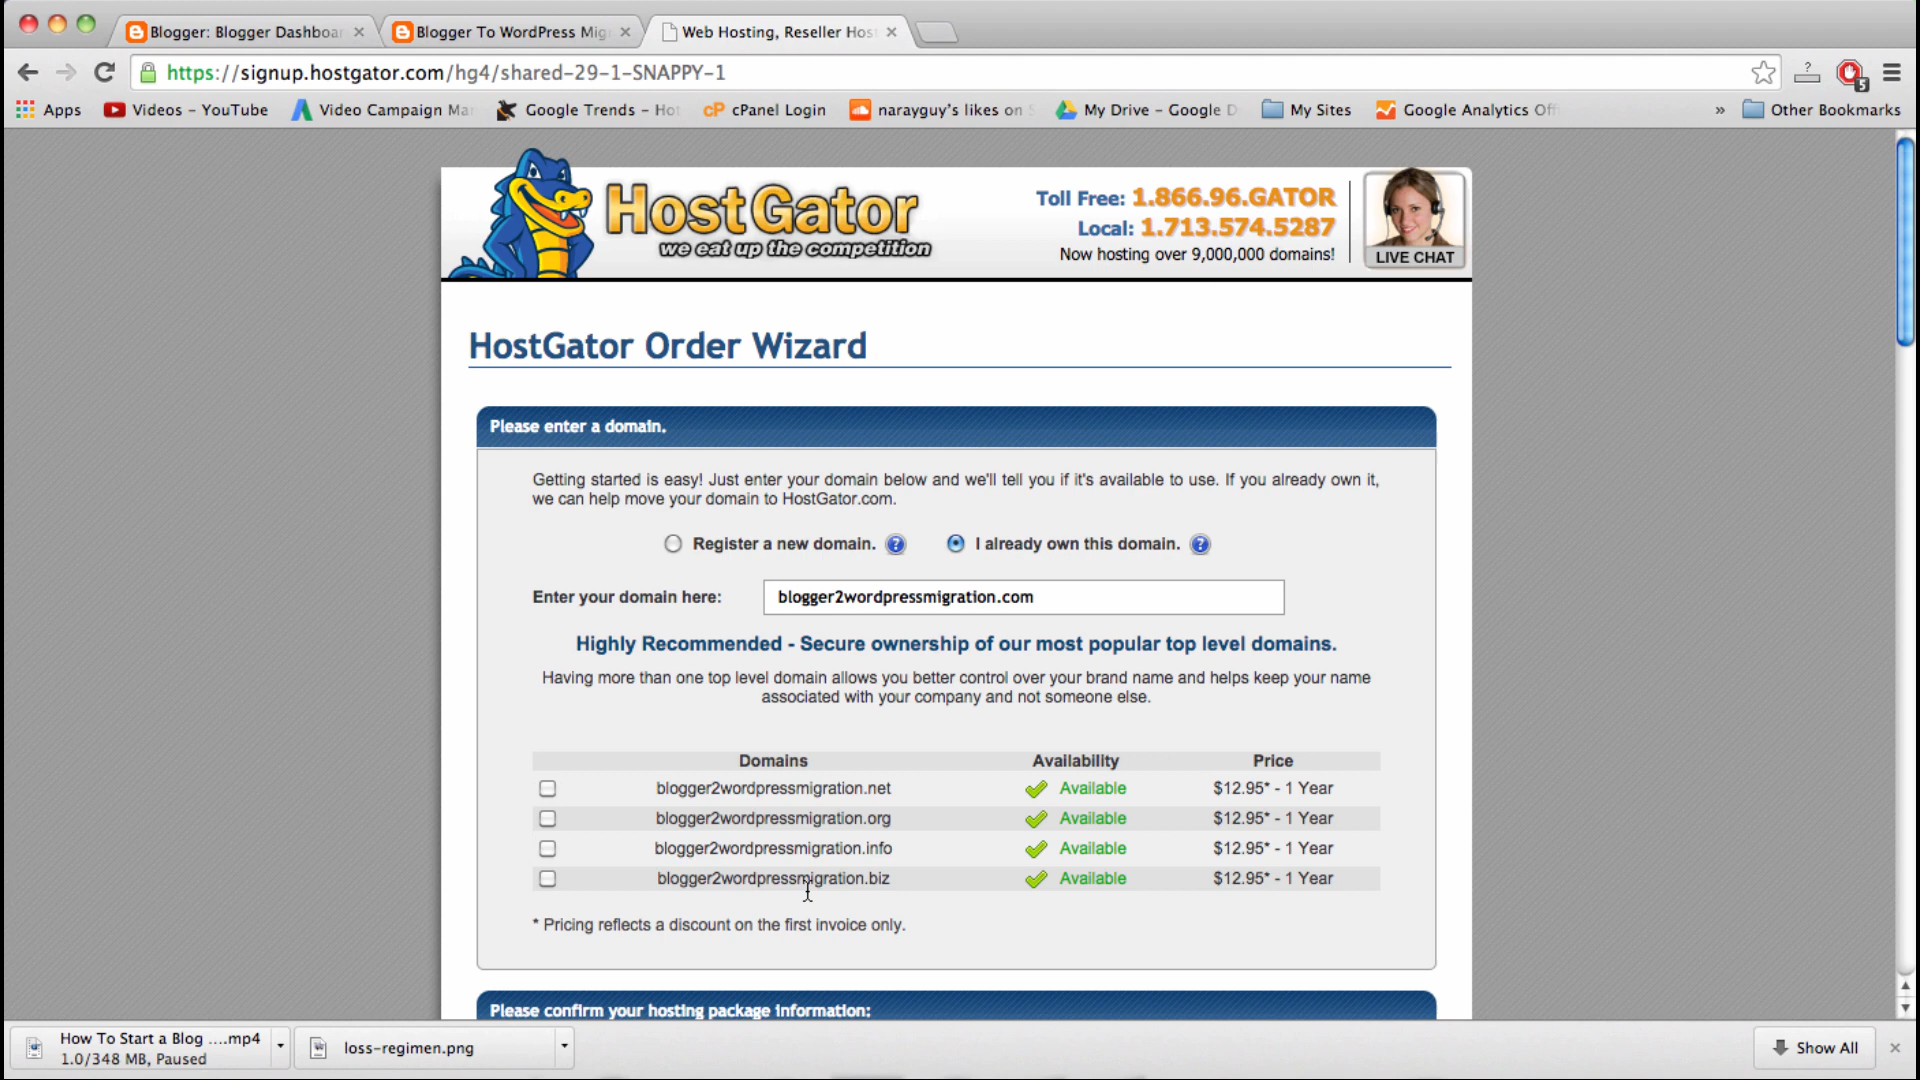 Blogger: Blogger Dashboar
Blogger To WordPress Mig
Web Hosting, Reseller Hos
https://signup.hostgator.com/hg4/shared-29-1-SNAPPY-1
?
5
Apps
Videos – YouTube
Video Campaign Ma
Google Trends – Ho
cP
cPanel Login
narayguy's likes on
My Drive – Google D
My Sites
Google Analytics Off
»
Other Bookmarks
HostGator
we eat up the competition
Toll Free: 1.866.96.GATOR
Local: 1.713.574.5287
Now hosting over 9,000,000 domains!
LIVE CHAT
HostGator Order Wizard
Please enter a domain.
Getting started is easy! Just enter your domain below and we'll tell you if it's available to use. If you already own it,
we can help move your domain to HostGator.com.
Register a new domain. ?
I already own this domain. ?
Enter your domain here: blogger2wordpressmigration.com
Highly Recommended - Secure ownership of our most popular top level domains.
Having more than one top level domain allows you better control over your brand name and helps keep your name
associated with your company and not someone else.
Domains Availability Price
blogger2wordpressmigration.net Available $12.95* - 1 Year
blogger2wordpressmigration.org Available $12.95* - 1 Year
blogger2wordpressmigration.info Available $12.95* - 1 Year
blogger2wordpressmigration.biz Available $12.95* - 1 Year
* Pricing reflects a discount on the first invoice only.
Please confirm your hosting package information:
How To Start a Blog ....mp4
1.0/348 MB, Paused
loss-regimen.png
Show All